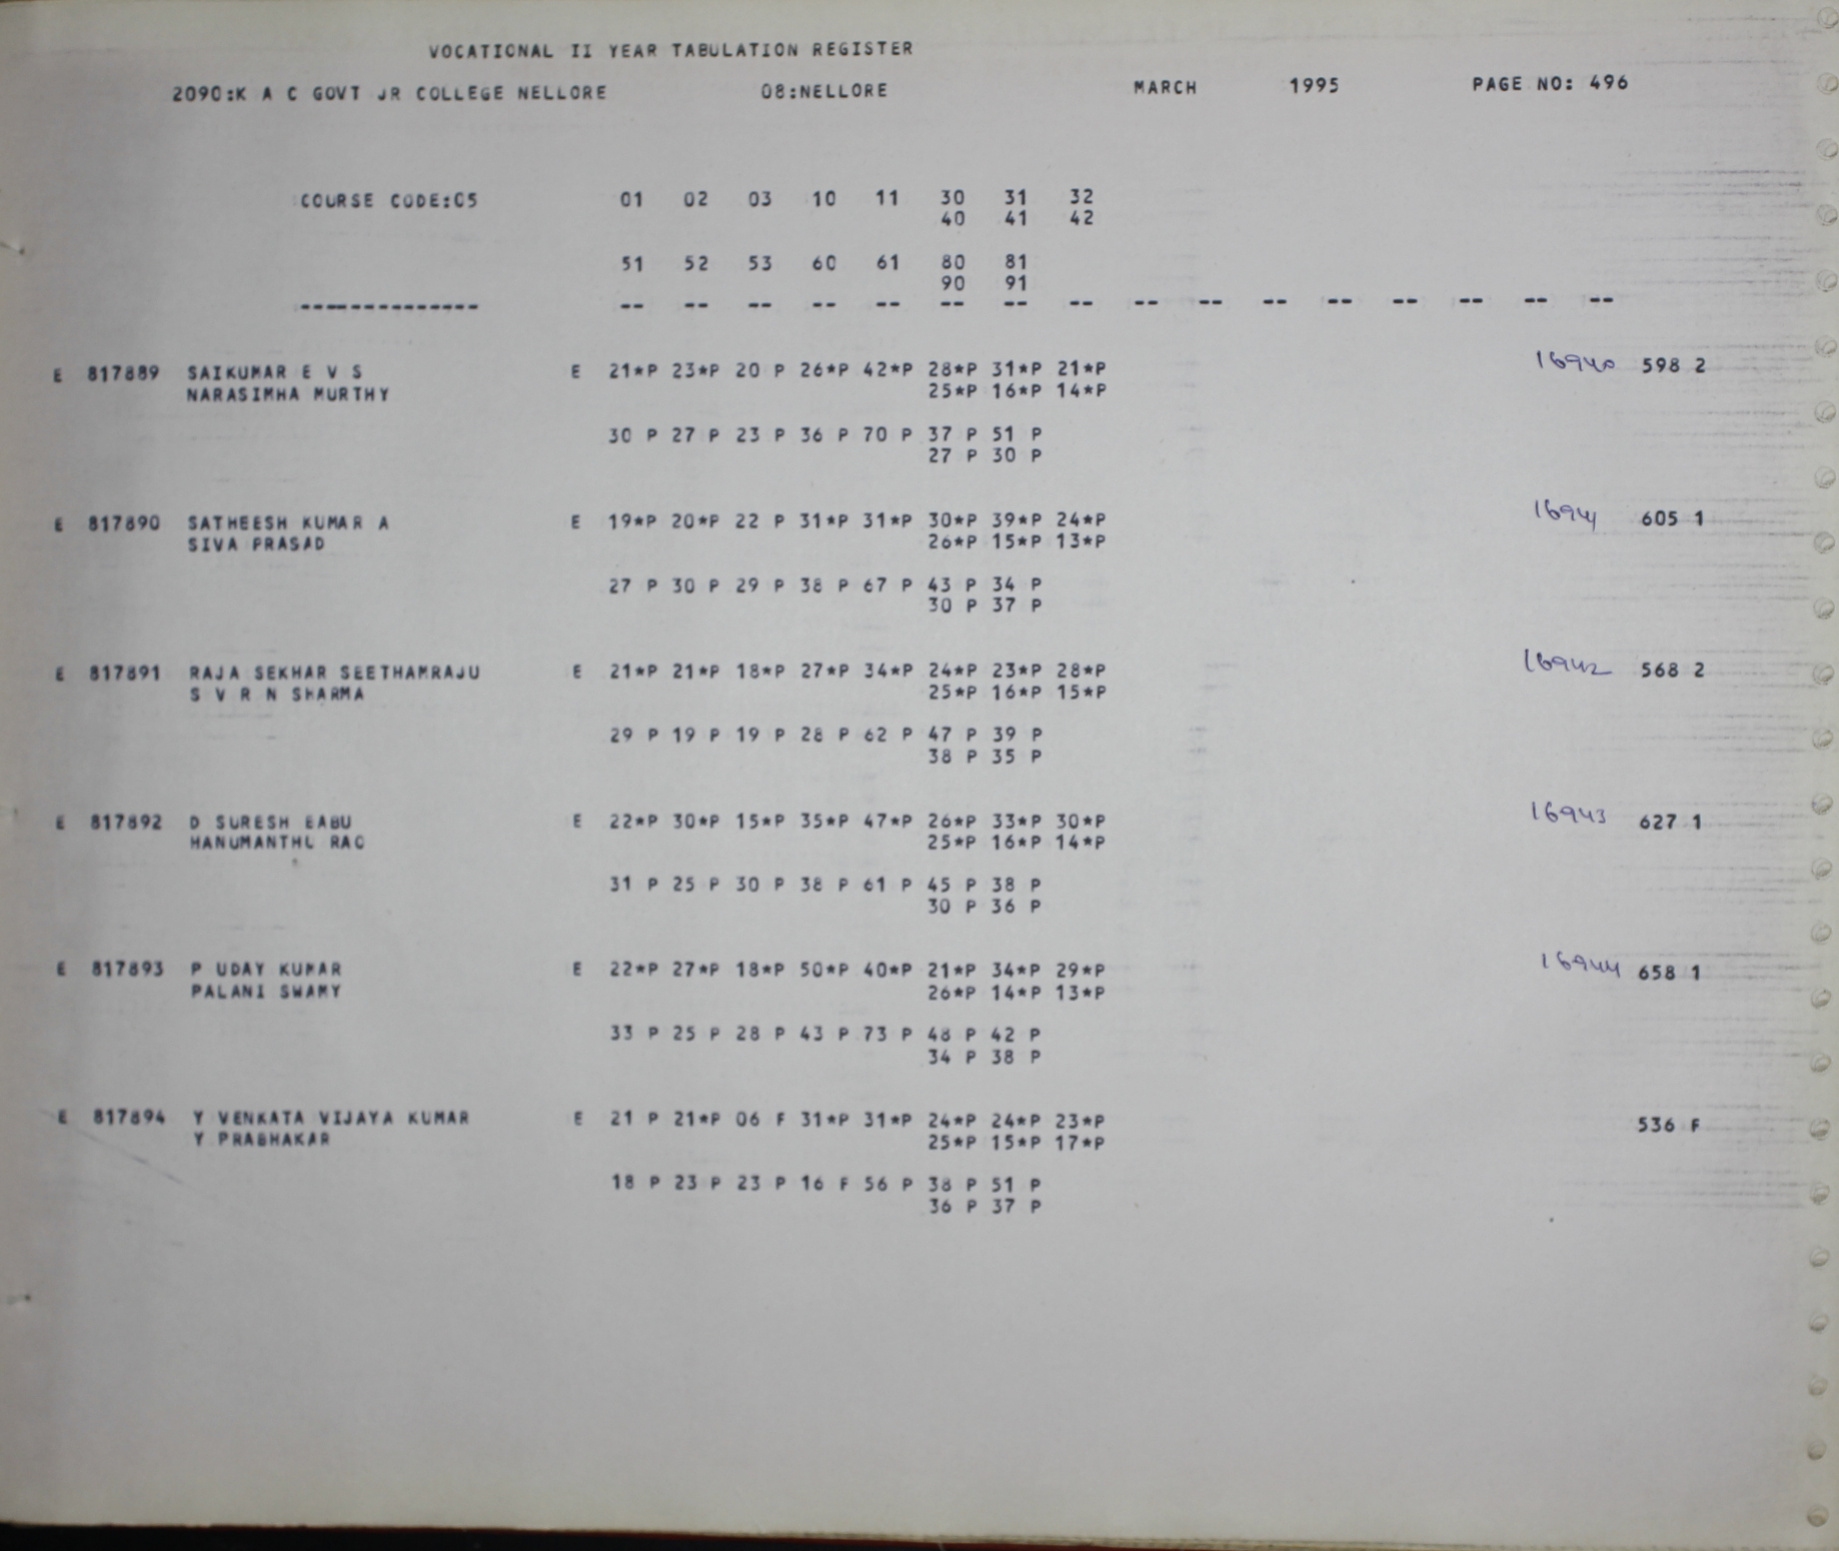 VOCATIONAL II YEAR TABULATION REGISTER
2090:K A C GOVT JR COLLEGE NELLORE 08:NELLORE MARCH 1995 PAGE NO: 496
COURSE CODE:05 01 02 03 10 11 30 31 32
40 41 42
51 52 53 60 61 80 81
90 91
-------------- -- -- -- -- -- -- -- -- -- -- -- -- -- -- -- --
E 817889 SAIKUMAR E V S E 21*P 23*P 20 P 26*P 42*P 28*P 31*P 21*P 16940 598 2
NARASIMHA MURTHY 25*P 16*P 14*P
30 P 27 P 23 P 36 P 70 P 37 P 51 P
27 P 30 P
E 817890 SATHEESH KUMAR A E 19*P 20*P 22 P 31*P 31*P 30*P 39*P 24*P 16941 605 1
SIVA PRASAD 26*P 15*P 13*P
27 P 30 P 29 P 38 P 67 P 43 P 34 P
30 P 37 P
E 817891 RAJA SEKHAR SEETHAMRAJU E 21*P 21*P 18*P 27*P 34*P 24*P 23*P 28*P 16942 568 2
S V R N SHARMA 25*P 16*P 15*P
29 P 19 P 19 P 28 P 62 P 47 P 39 P
38 P 35 P
E 817892 D SURESH BABU E 22*P 30*P 15*P 35*P 47*P 26*P 33*P 30*P 16943 627 1
HANUMANTHU RAO 25*P 16*P 14*P
31 P 25 P 30 P 38 P 61 P 45 P 38 P
30 P 36 P
E 817893 P UDAY KUMAR E 22*P 27*P 18*P 50*P 40*P 21*P 34*P 29*P 16944 658 1
PALANI SWAMY 26*P 14*P 13*P
33 P 25 P 28 P 43 P 73 P 48 P 42 P
34 P 38 P
E 817894 Y VENKATA VIJAYA KUMAR E 21 P 21*P 06 F 31*P 31*P 24*P 24*P 23*P 536 F
Y PRABHAKAR 25*P 15*P 17*P
18 P 23 P 23 P 16 F 56 P 38 P 51 P
36 P 37 P